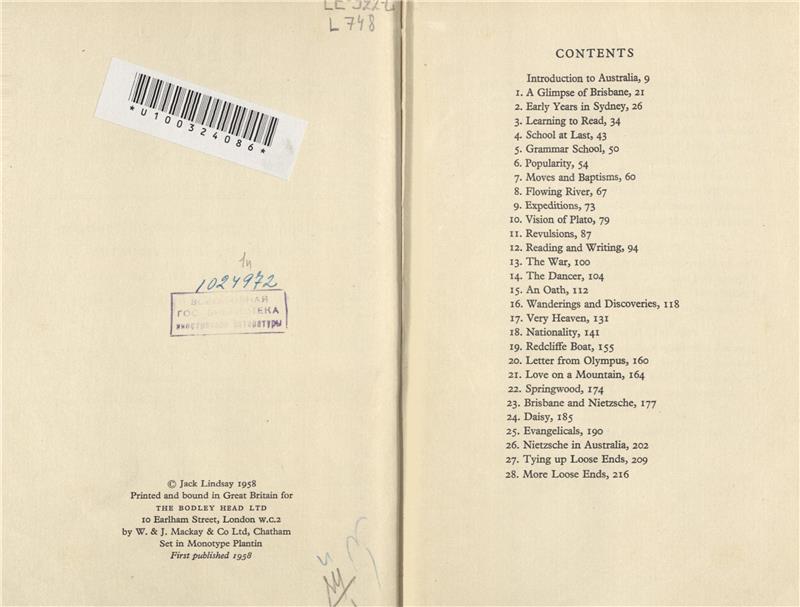 L 748
*U100324086*
1024972
ВСЕСОЮЗНАЯ
ГОС. БИБЛИОТЕКА
иностранной литературы
© Jack Lindsay 1958
Printed and bound in Great Britain for
THE BODLEY HEAD LTD
10 Earlham Street, London W.C.2
by W. & J. Mackay & Co Ltd, Chatham
Set in Monotype Plantin
First published 1958
CONTENTS
Introduction to Australia, 9
1. A Glimpse of Brisbane, 21
2. Early Years in Sydney, 26
3. Learning to Read, 34
4. School at Last, 43
5. Grammar School, 50
6. Popularity, 54
7. Moves and Baptisms, 60
8. Flowing River, 67
9. Expeditions, 73
10. Vision of Plato, 79
11. Revulsions, 87
12. Reading and Writing, 94
13. The War, 100
14. The Dancer, 104
15. An Oath, 112
16. Wanderings and Discoveries, 118
17. Very Heaven, 131
18. Nationality, 141
19. Redcliffe Boat, 155
20. Letter from Olympus, 160
21. Love on a Mountain, 164
22. Springwood, 174
23. Brisbane and Nietzsche, 177
24. Daisy, 185
25. Evangelicals, 190
26. Nietzsche in Australia, 202
27. Tying up Loose Ends, 209
28. More Loose Ends, 216